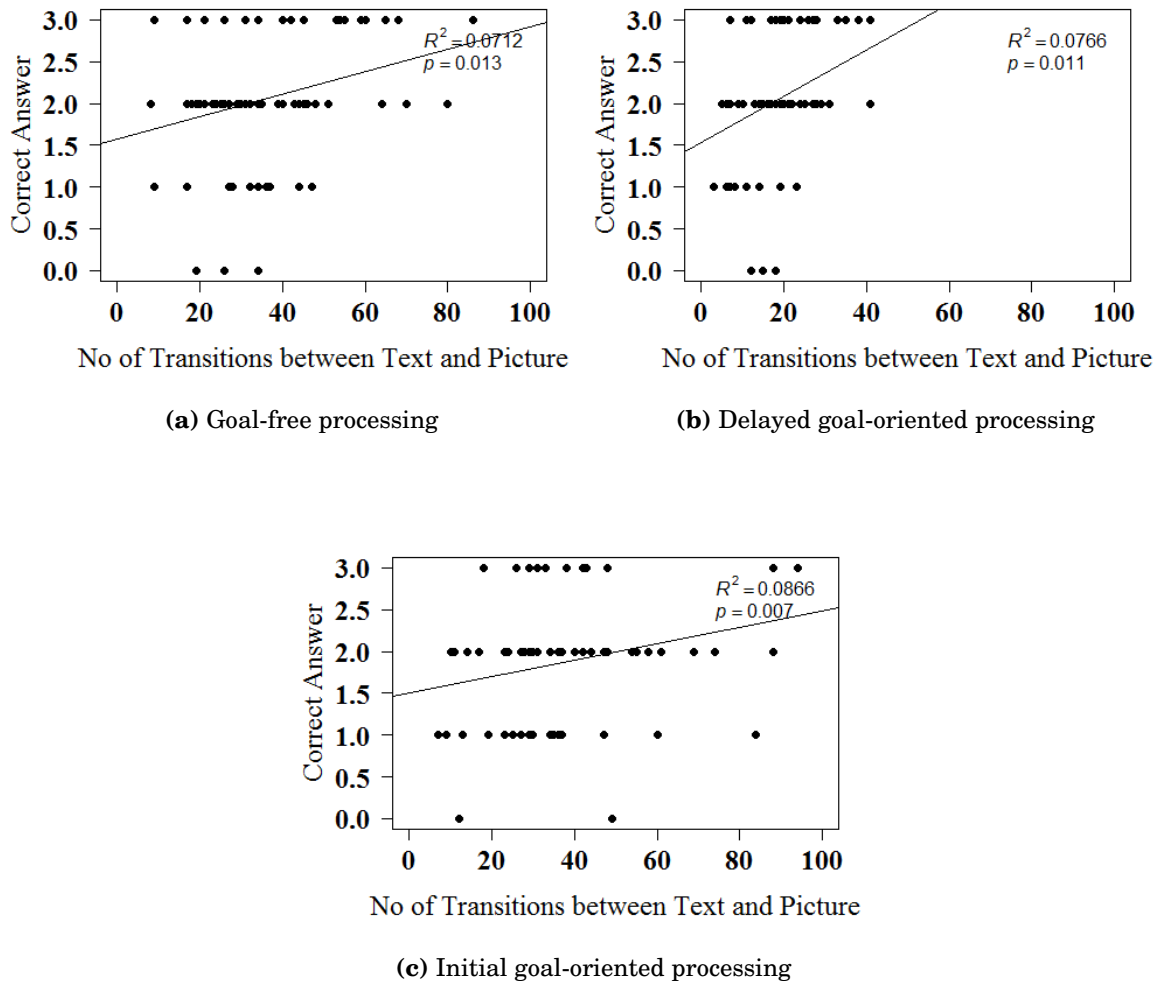 3.0
2.5
2.0
1.5
1.0
0.5
0.0
Correct Answer
R² = 0.0712
p = 0.013
0 20 40 60 80 100
No of Transitions between Text and Picture
(a) Goal-free processing
3.0
2.5
2.0
1.5
1.0
0.5
0.0
Correct Answer
R² = 0.0766
p = 0.011
0 20 40 60 80 100
No of Transitions between Text and Picture
(b) Delayed goal-oriented processing
3.0
2.5
2.0
1.5
1.0
0.5
0.0
Correct Answer
R² = 0.0866
p = 0.007
0 20 40 60 80 100
No of Transitions between Text and Picture
(c) Initial goal-oriented processing